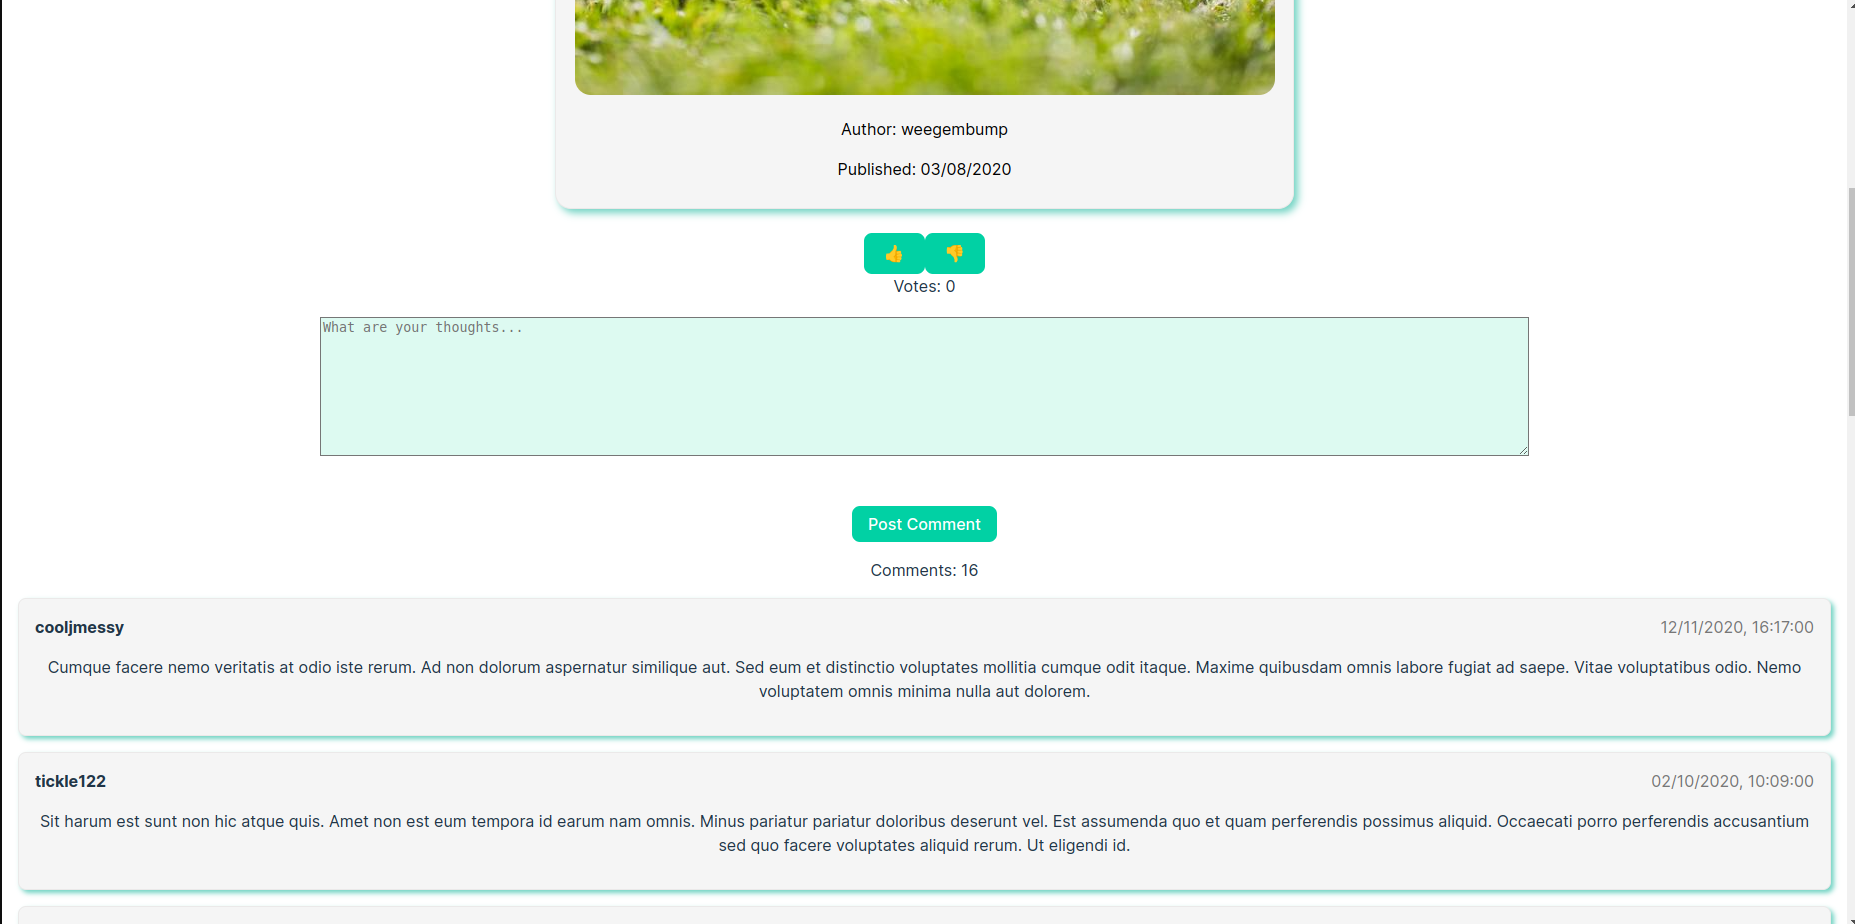 Author: weegembump
Published: 03/08/2020
👍 👎
Votes: 0
What are your thoughts...
Post Comment
Comments: 16
cooljmessy 12/11/2020, 16:17:00
Cumque facere nemo veritatis at odio iste rerum. Ad non dolorum aspernatur similique aut. Sed eum et distinctio voluptates mollitia cumque odit itaque. Maxime quibusdam omnis labore fugiat ad saepe. Vitae voluptatibus odio. Nemo
voluptatem omnis minima nulla aut dolorem.
tickle122 02/10/2020, 10:09:00
Sit harum est sunt non hic atque quis. Amet non est eum tempora id earum nam omnis. Minus pariatur pariatur doloribus deserunt vel. Est assumenda quo et quam perferendis possimus aliquid. Occaecati porro perferendis accusantium
sed quo facere voluptates aliquid rerum. Ut eligendi id.